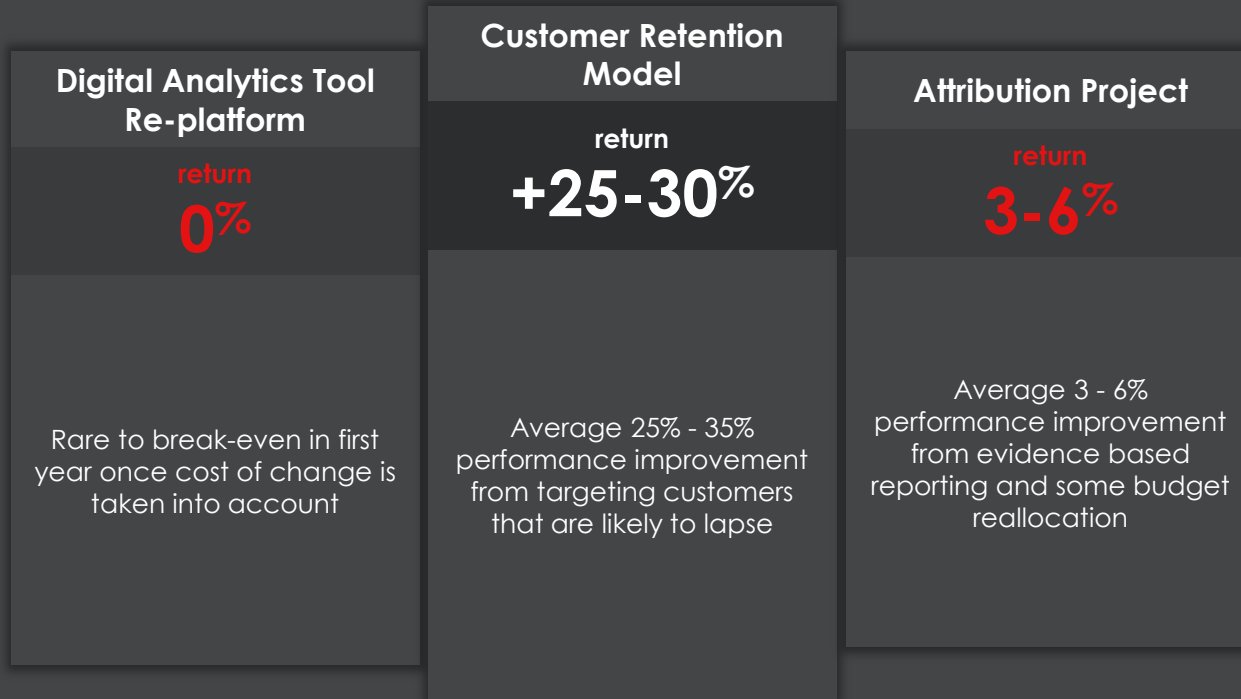 Digital Analytics Tool
Re-platform
return
0%
Rare to break-even in first
year once cost of change is
taken into account
Customer Retention
Model
return
+25-30%
Average 25% - 35%
performance improvement
from targeting customers
that are likely to lapse
Attribution Project
return
3-6%
Average 3 - 6%
performance improvement
from evidence based
reporting and some budget
reallocation